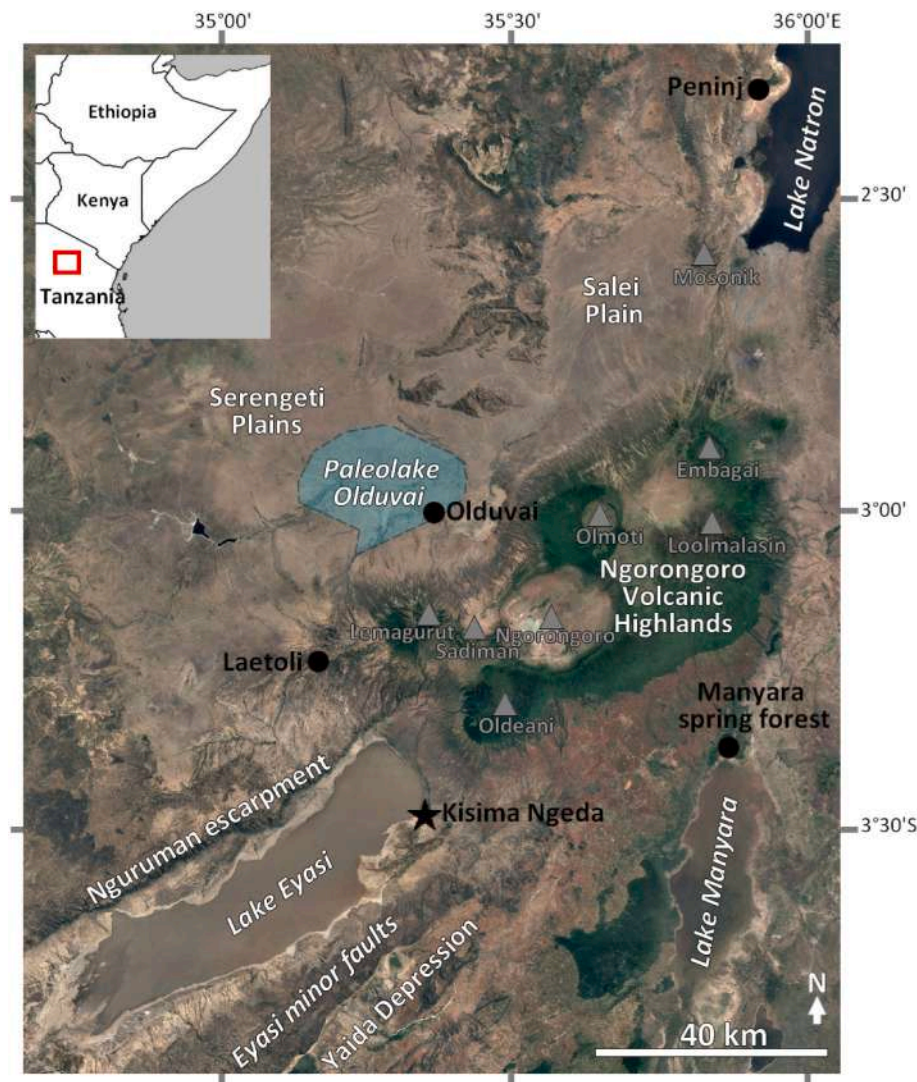 35°00'
35°30'
36°00'E
Ethiopia
Kenya
Tanzania
Peninj
Lake Natron
2°30'
Mosonik
Salei
Plain
Serengeti
Plains
Paleolake
Olduvai
Olduvai
Embagai
3°00'
Olmoti
Loolmalasin
Ngorongoro
Volcanic
Highlands
Lemagurut
Sadiman
Ngorongoro
Laetoli
Oldeani
Manyara
spring forest
Nguruman escarpment
Kisima Ngeda
3°30'S
Lake Eyasi
Lake Manyara
Eyasi minor faults
Yaida Depression
N
40 km